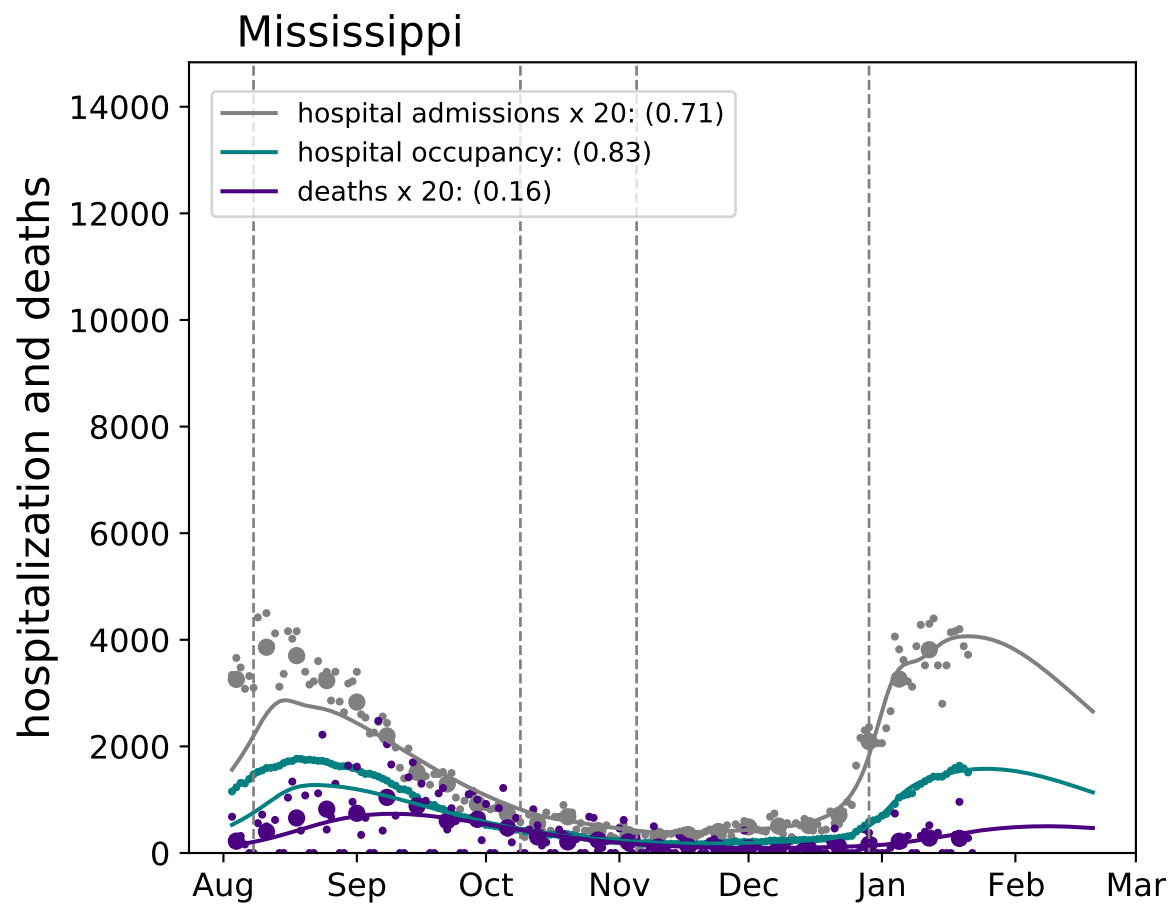 Mississippi
hospitalization and deaths
14000
12000
10000
8000
6000
4000
2000
0
hospital admissions x 20: (0.71)
hospital occupancy: (0.83)
deaths x 20: (0.16)
Aug Sep Oct Nov Dec Jan Feb Mar